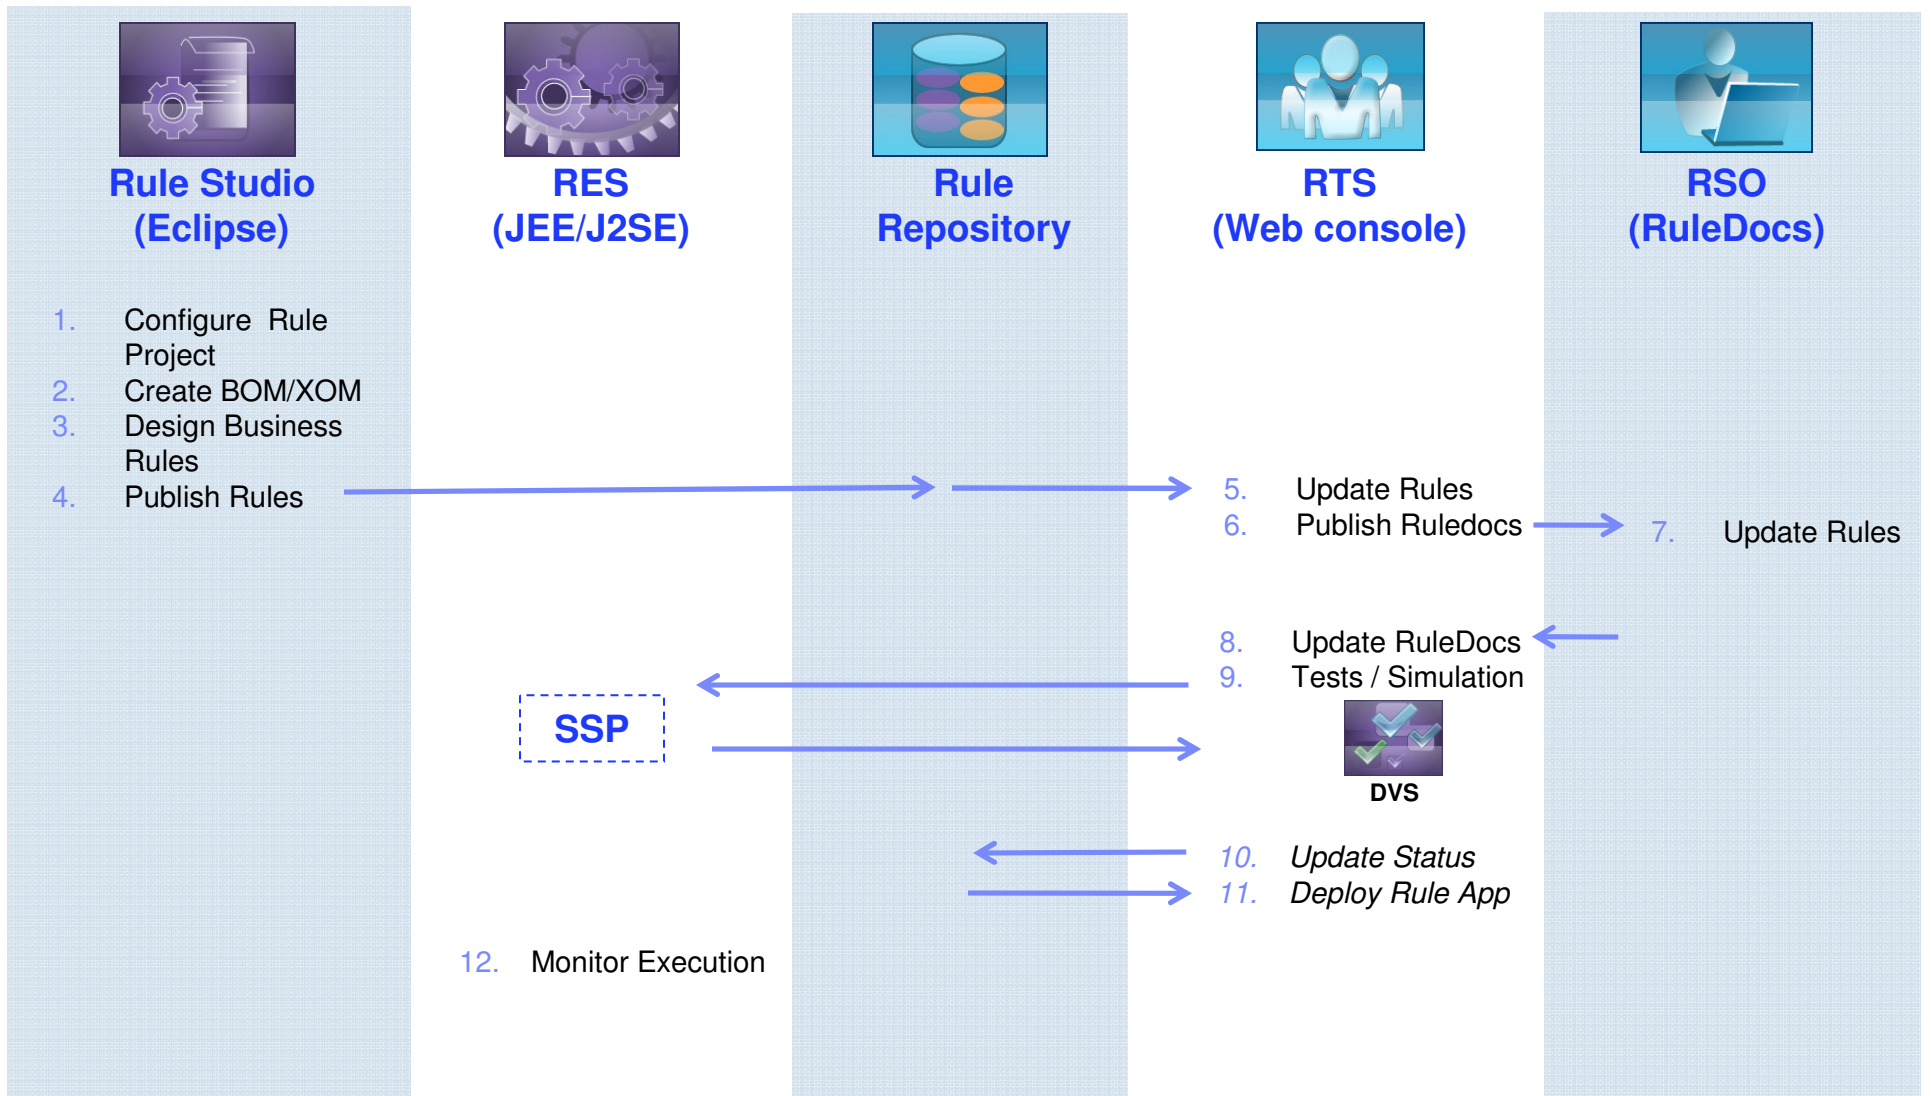 Rule Studio
(Eclipse)
RES
(JEE/J2SE)
Rule
Repository
RTS
(Web console)
RSO
(RuleDocs)
1. Configure Rule
Project
2. Create BOM/XOM
3. Design Business
Rules
4. Publish Rules
5. Update Rules
6. Publish Ruledocs
7. Update Rules
8. Update RuleDocs
9. Tests / Simulation
SSP
DVS
10. Update Status
11. Deploy Rule App
12. Monitor Execution